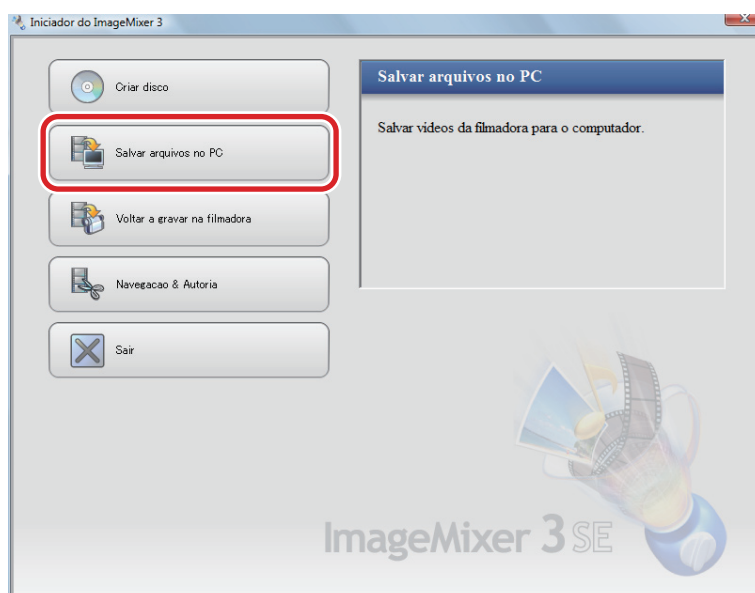 Iniciador do ImageMixer 3
Criar disco
Salvar arquivos no PC
Voltar a gravar na filmadora
Navegacao & Autoria
Sair
Salvar arquivos no PC
Salvar vídeos da filmadora para o computador.
ImageMixer 3 SE